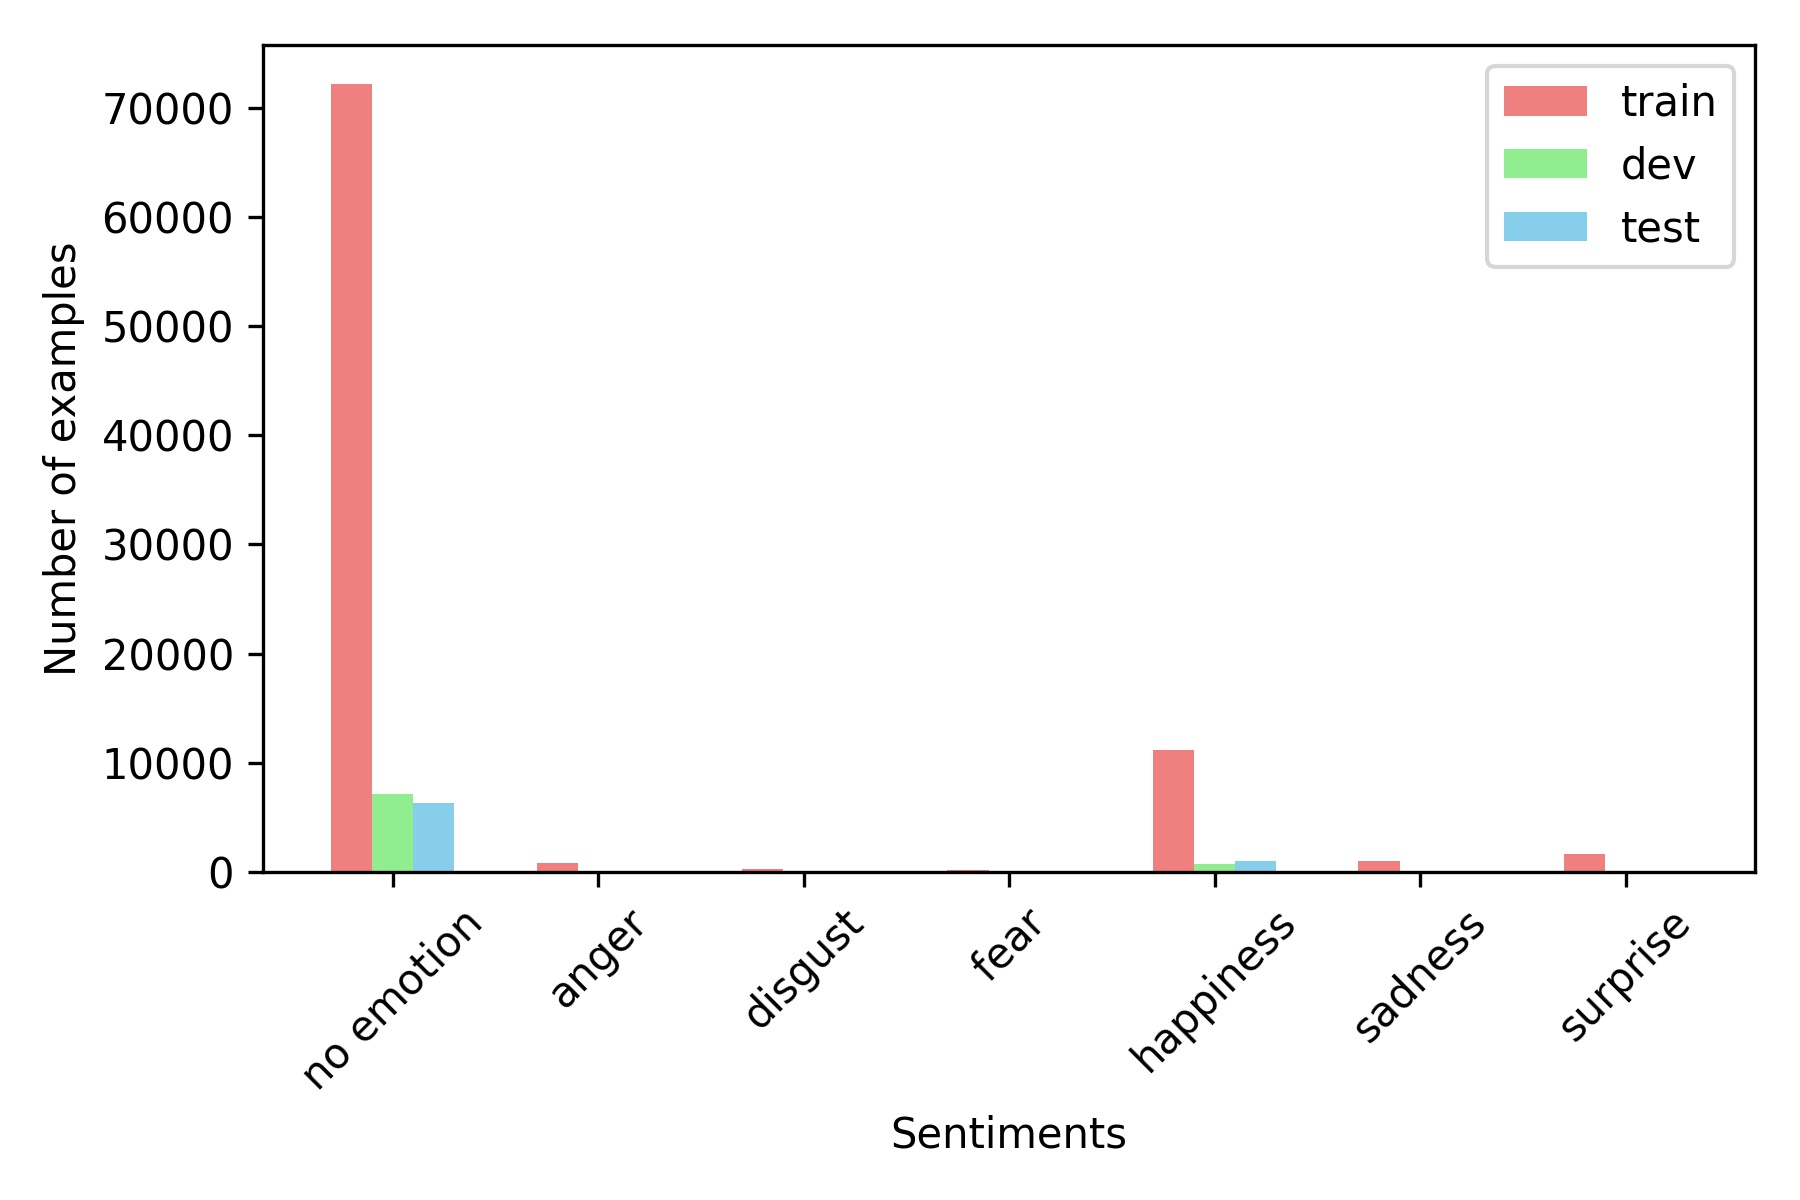 train
dev
test
Number of examples
70000
60000
50000
40000
30000
20000
10000
0
no emotion
anger
disgust
fear
happiness
sadness
surprise
Sentiments